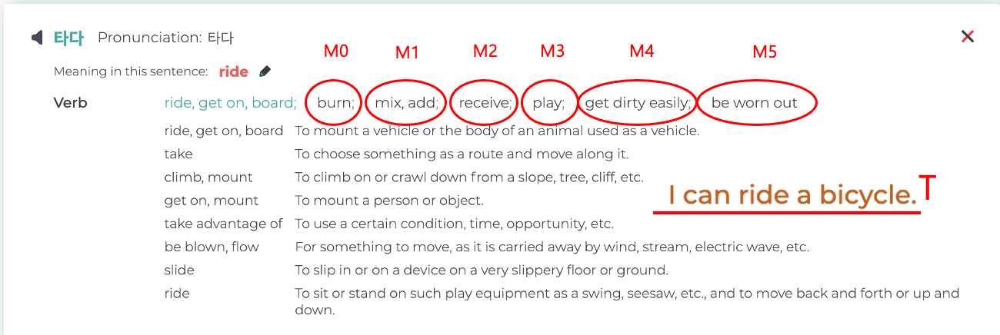 타다 Pronunciation: 타다
M0 M1 M2 M3 M4 M5
Meaning in this sentence: ride
Verb ride, get on, board; burn; mix, add; receive; play; get dirty easily; be worn out
ride, get on, board To mount a vehicle or the body of an animal used as a vehicle.
take To choose something as a route and move along it.
climb, mount To climb on or crawl down from a slope, tree, cliff, etc.
I can ride a bicycle. T
get on, mount To mount a person or object.
take advantage of To use a certain condition, time, opportunity, etc.
be blown, flow For something to move, as it is carried away by wind, stream, electric wave, etc.
slide To slip in or on a device on a very slippery floor or ground.
ride To sit or stand on such play equipment as a swing, seesaw, etc., and to move back and forth or up and
down.